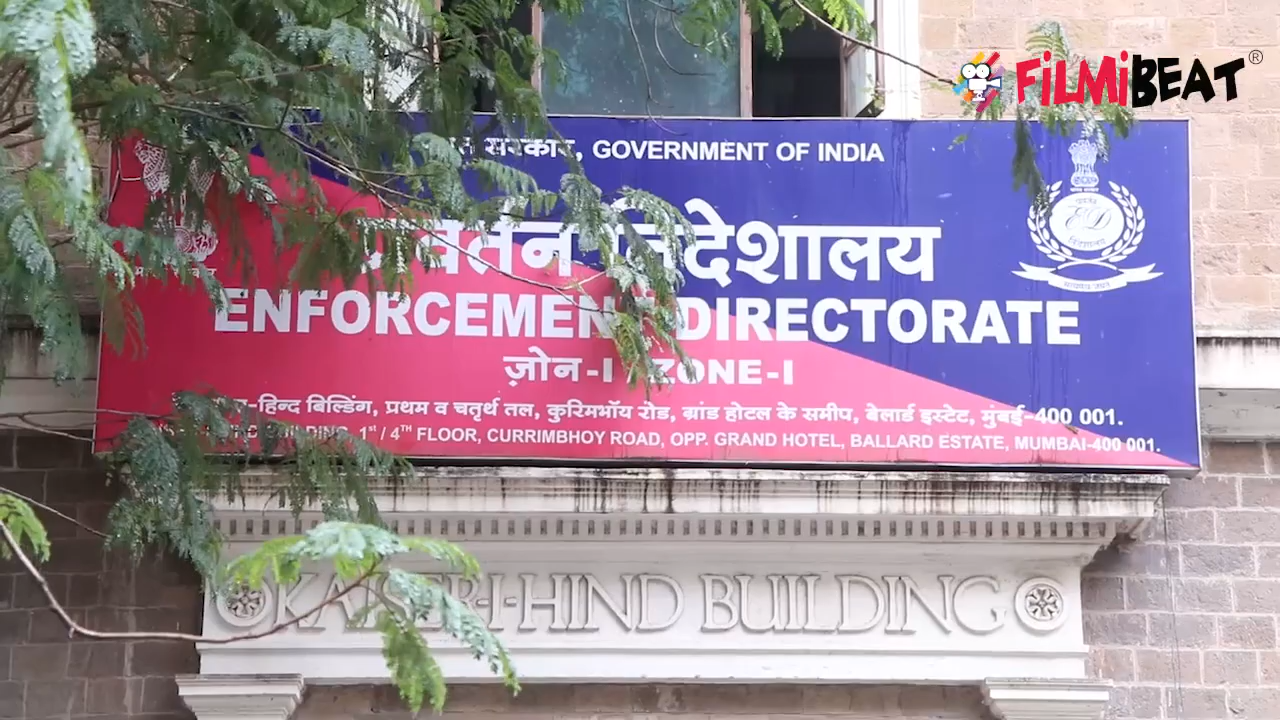 FiLMiBEAT®
सरकार, GOVERNMENT OF INDIA
निदेशालय
ENFORCEMENT DIRECTORATE
ज़ोन-I ZONE-I
हिन्द बिल्डिंग, प्रथम व चतुर्थ तल, कुरिमभॉय रोड, ग्रांड होटल के समीप, बेलार्ड इस्टेट, मुंबई-400 001.
BUILDING, 1st / 4TH FLOOR, CURRIMBHOY ROAD, OPP. GRAND HOTEL, BALLARD ESTATE, MUMBAI-400 001.
KAISER-I-HIND BUILDING